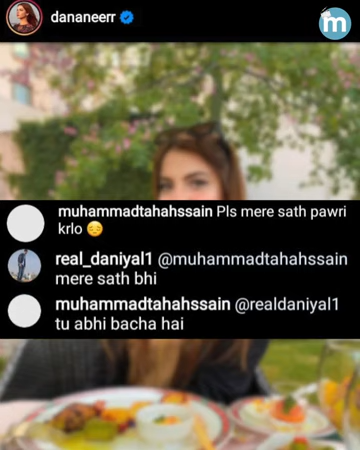 dananeerr
m
muhammadtahahssain Pls mere sath pawri
krlo 😔
real_daniyal1 @muhammadtahahssain
mere sath bhi
muhammadtahahssain @realdaniyal1
tu abhi bacha hai